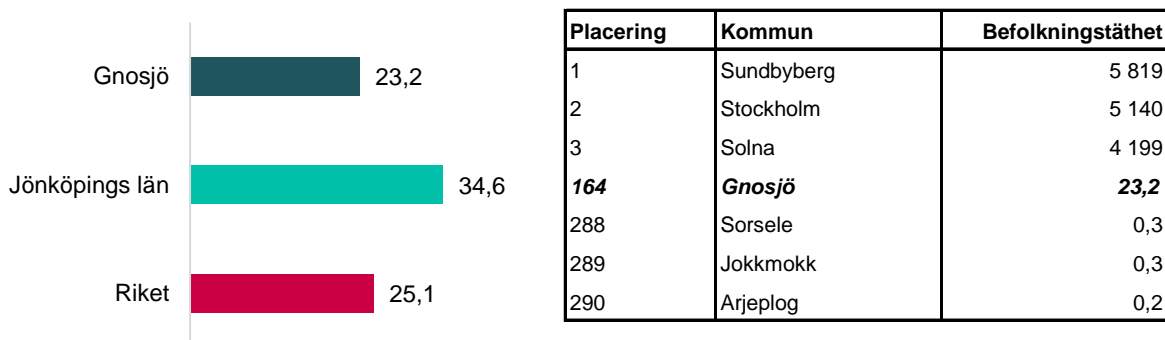 Gnosjö 23,2
Jönköpings län 34,6
Riket 25,1
Placering Kommun Befolkningstäthet
1 Sundbyberg 5 819
2 Stockholm 5 140
3 Solna 4 199
164 Gnosjö 23,2
288 Sorsele 0,3
289 Jokkmokk 0,3
290 Arjeplog 0,2